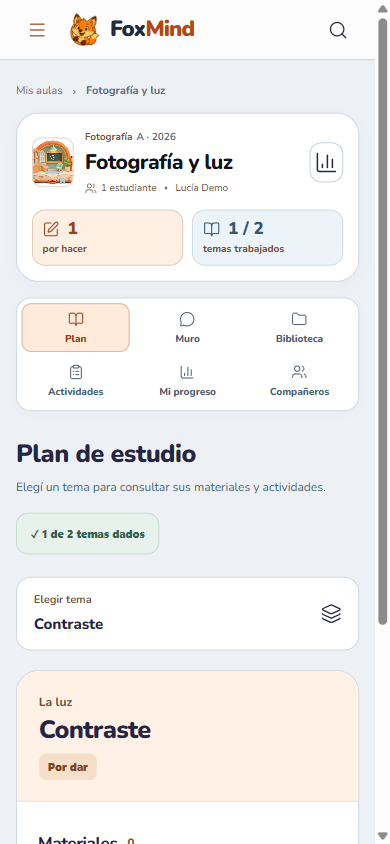 FoxMind
Mis aulas › Fotografía y luz
Fotografía A · 2026
Fotografía y luz
1 estudiante • Lucía Demo
1
por hacer
1 / 2
temas trabajados
Plan
Muro
Biblioteca
Actividades
Mi progreso
Compañeros
Plan de estudio
Elegí un tema para consultar sus materiales y actividades.
✓ 1 de 2 temas dados
Elegir tema
Contraste
La luz
Contraste
Por dar
Materiales 0